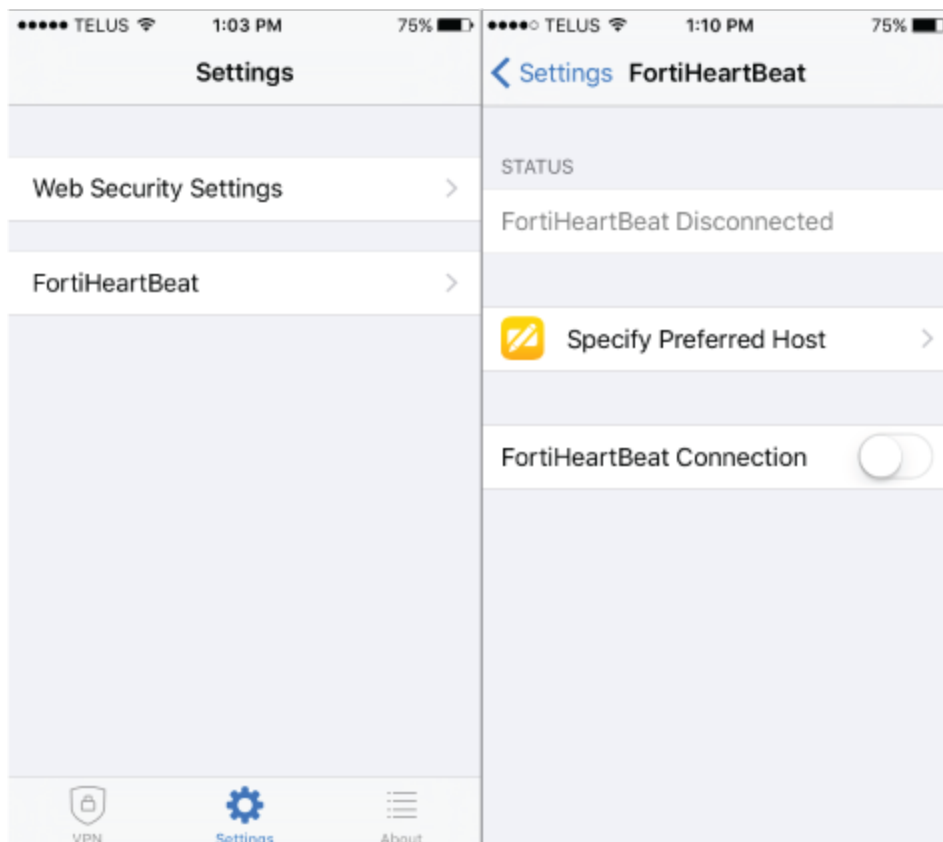 TELUS 1:03 PM 75%
Settings
Web Security Settings
FortiHeartBeat
VPN Settings About
TELUS 1:10 PM 75%
Settings FortiHeartBeat
STATUS
FortiHeartBeat Disconnected
Specify Preferred Host
FortiHeartBeat Connection